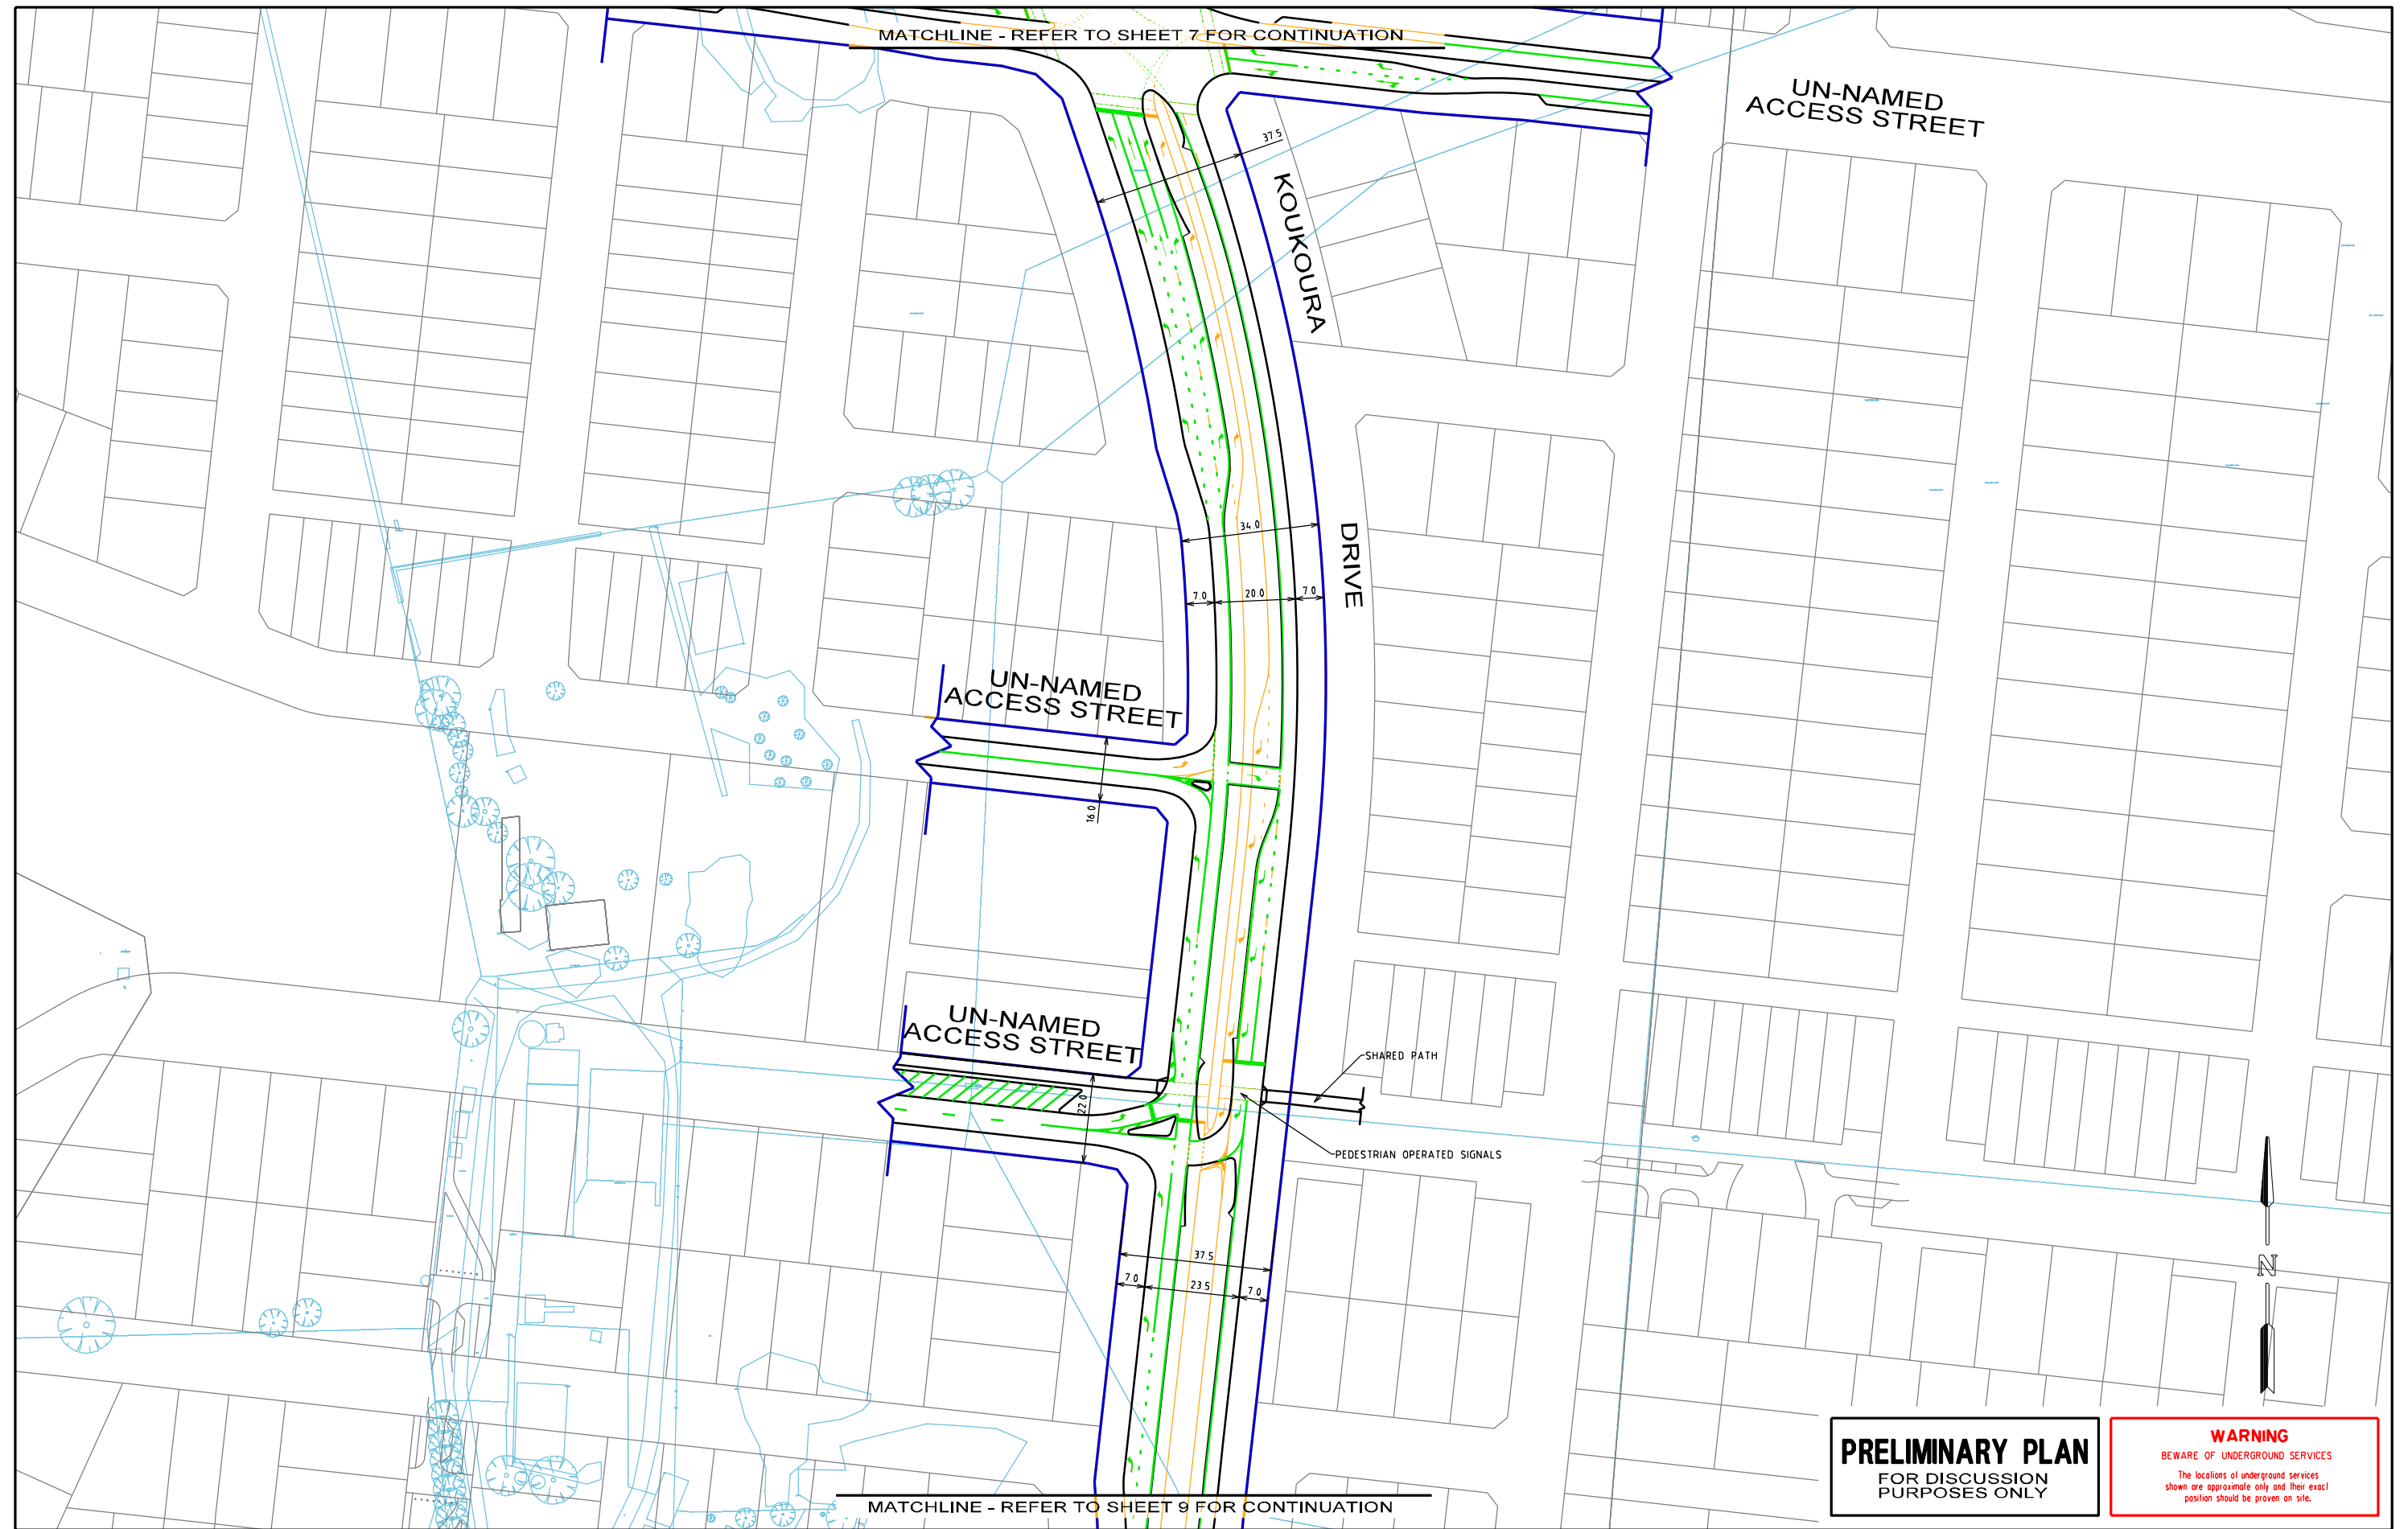 MATCHLINE - REFER TO SHEET 7 FOR CONTINUATION
UN-NAMED
ACCESS STREET
37.5
KOUKOURA
34.0
DRIVE
7.0
20.0
7.0
UN-NAMED
ACCESS STREET
16.0
UN-NAMED
ACCESS STREET
SHARED PATH
22.0
PEDESTRIAN OPERATED SIGNALS
37.5
7.0
23.5
7.0
N
PRELIMINARY PLAN
FOR DISCUSSION
PURPOSES ONLY
WARNING
BEWARE OF UNDERGROUND SERVICES
The locations of underground services
shown are approximate only and their exact
position should be proven on site.
MATCHLINE - REFER TO SHEET 9 FOR CONTINUATION